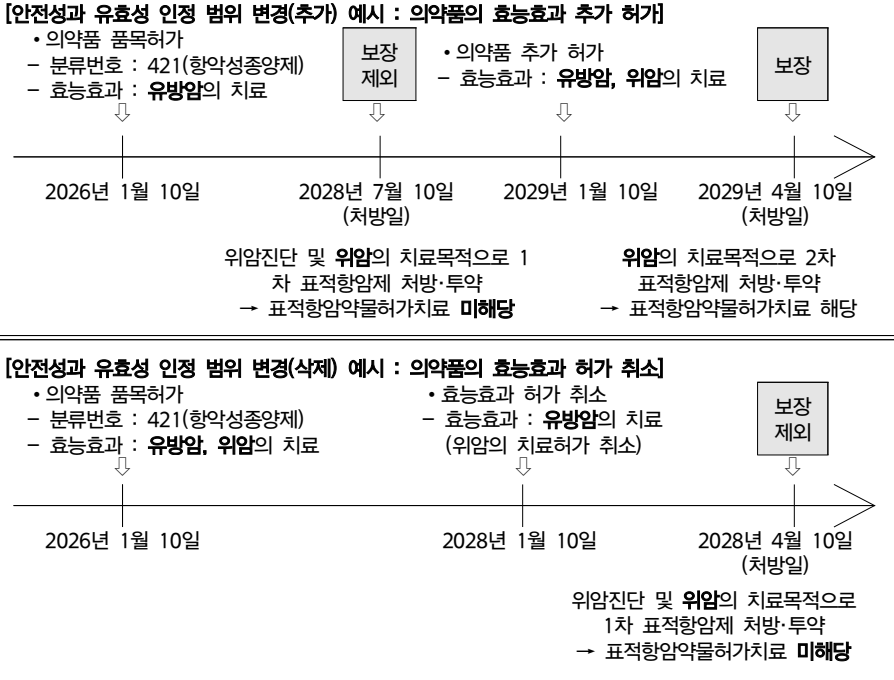 [안전성과 유효성 인정 범위 변경(추가) 예시 : 의약품의 효능효과 추가 허가]
• 의약품 품목허가
− 분류번호 : 421(항악성종양제)
− 효능효과 : 유방암의 치료
보장
제외
• 의약품 추가 허가
− 효능효과 : 유방암, 위암의 치료
보장
2026년 1월 10일
2028년 7월 10일
(처방일)
2029년 1월 10일
2029년 4월 10일
(처방일)
위암진단 및 위암의 치료목적으로 1
차 표적항암제 처방·투약
→ 표적항암약물허가치료 미해당
위암의 치료목적으로 2차
표적항암제 처방·투약
→ 표적항암약물허가치료 해당
[안전성과 유효성 인정 범위 변경(삭제) 예시 : 의약품의 효능효과 허가 취소]
• 의약품 품목허가
− 분류번호 : 421(항악성종양제)
− 효능효과 : 유방암, 위암의 치료
• 효능효과 허가 취소
− 효능효과 : 유방암의 치료
(위암의 치료허가 취소)
보장
제외
2026년 1월 10일
2028년 1월 10일
2028년 4월 10일
(처방일)
위암진단 및 위암의 치료목적으로
1차 표적항암제 처방·투약
→ 표적항암약물허가치료 미해당